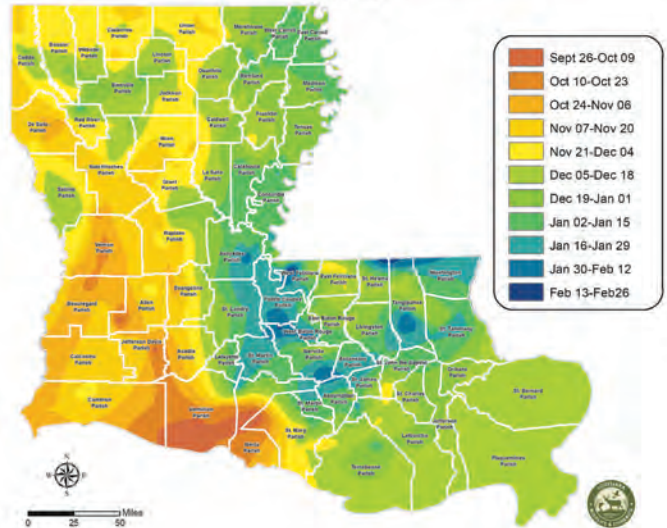 Claiborne
Parish
Union
Parish
Morehouse
Parish
West Carroll
Parish
East Carroll
Parish
Caddo
Parish
Bossier
Parish
Webster
Parish
Lincoln
Parish
Ouachita
Parish
Richland
Parish
Madison
Parish
Bienville
Parish
Jackson
Parish
De Soto
Parish
Red River
Parish
Caldwell
Parish
Franklin
Parish
Tensas
Parish
Winn
Parish
Natchitoches
Parish
Sabine
Parish
Grant
Parish
La Salle
Parish
Catahoula
Parish
Concordia
Parish
Vernon
Parish
Rapides
Parish
Avoyelles
Parish
Beauregard
Parish
Allen
Parish
Evangeline
Parish
St. Landry
Parish
Pointe Coupee
Parish
West Feliciana
Parish
East Feliciana
Parish
St. Helena
Parish
Tangipahoa
Parish
Washington
Parish
East Baton Rouge
Parish
West Baton Rouge
Parish
Livingston
Parish
St. Tammany
Parish
Calcasieu
Parish
Jefferson Davis
Parish
Acadia
Parish
Lafayette
Parish
St. Martin
Parish
Iberville
Parish
Ascension
Parish
St. James
Parish
St. John the Baptist
Parish
Orleans
Parish
St. Bernard
Parish
Cameron
Parish
Vermilion
Parish
Iberia
Parish
St. Martin
Parish
Assumption
Parish
St. Charles
Parish
Jefferson
Parish
St. Mary
Parish
Lafourche
Parish
Terrebonne
Parish
Plaquemines
Parish
Sept 26-Oct 09
Oct 10-Oct 23
Oct 24-Nov 06
Nov 07-Nov 20
Nov 21-Dec 04
Dec 05-Dec 18
Dec 19-Jan 01
Jan 02-Jan 15
Jan 16-Jan 29
Jan 30-Feb 12
Feb 13-Feb26
N
W
S
0 25 50 Miles